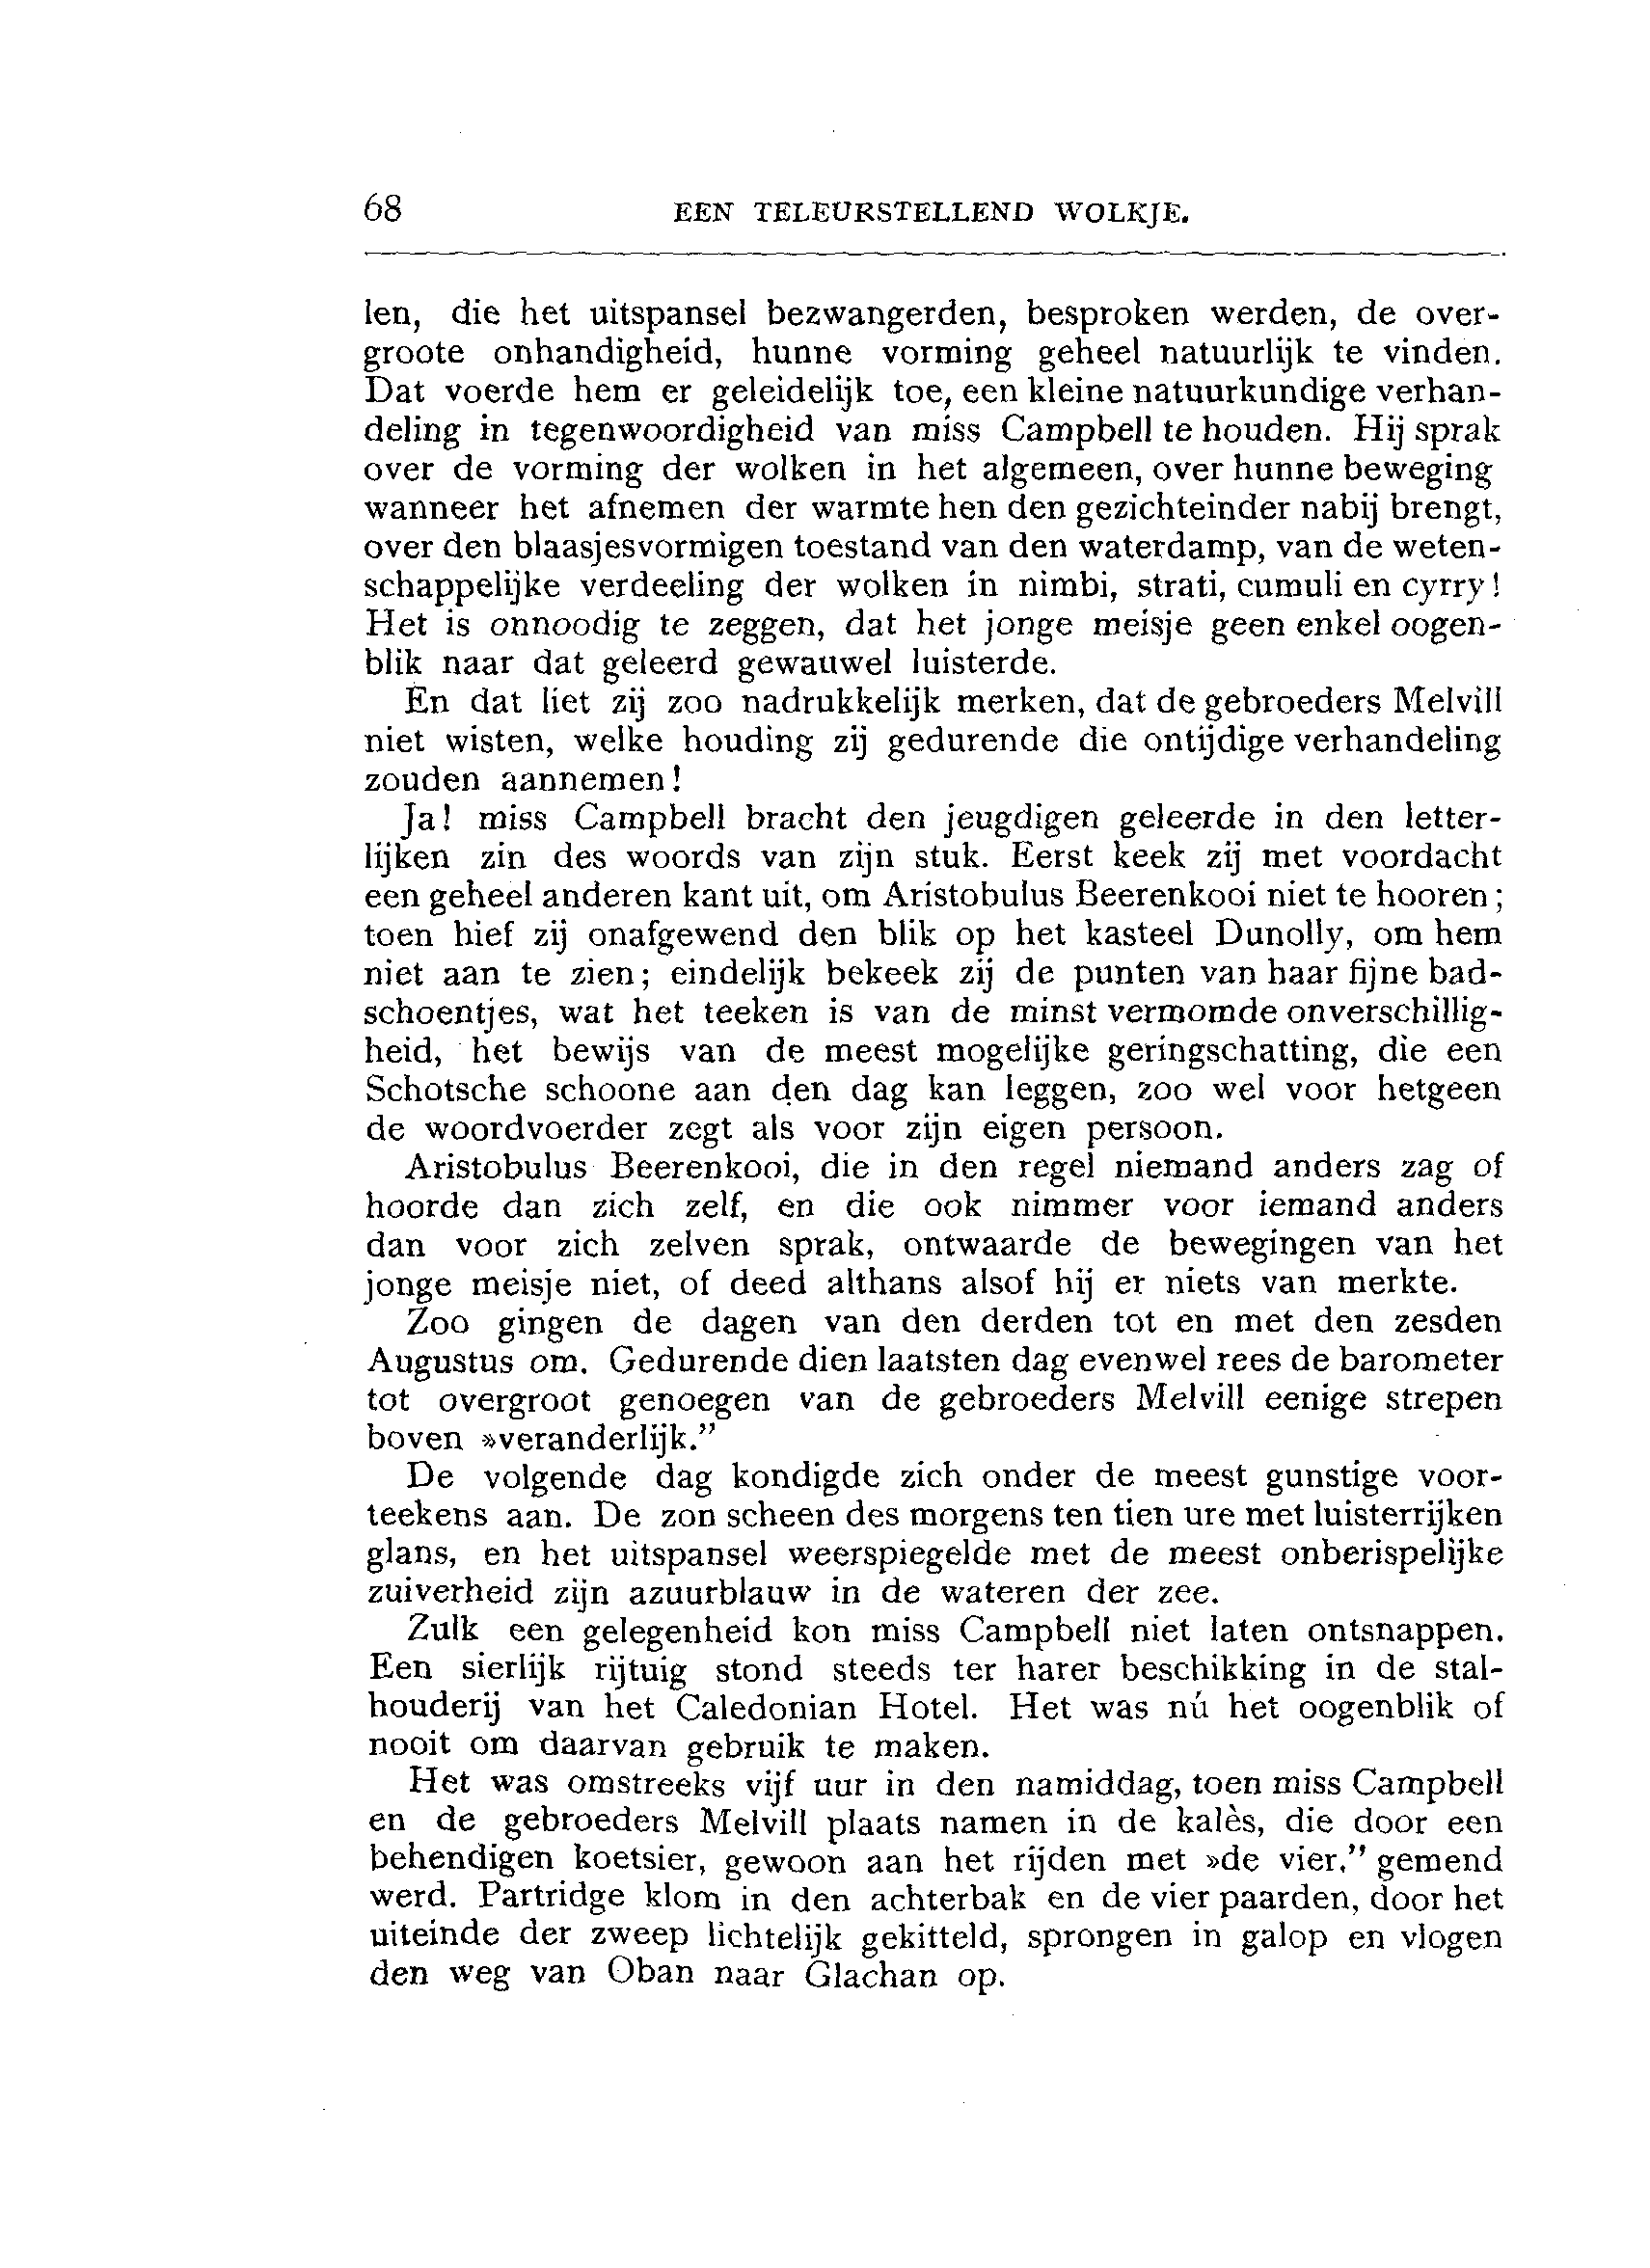 68 EEN TELEURSTELLEND WOLKJE.
len, die het uitspansel bezwangerden, besproken werden, de over-
groote onhandigheid, hunne vorming geheel natuurlijk te vinden.
Dat voerde hem er geleidelijk toe, een kleine natuurkundige verhan-
deling in tegenwoordigheid van miss Campbell te houden. Hij sprak
over de vorming der wolken in het algemeen, over hunne beweging
wanneer het afnemen der warmte hen den gezichteinder nabij brengt,
over den blaasjesvormigen toestand van den waterdamp, van de weten-
schappelijke verdeeling der wolken in nimbi, strati, cumuli en cyrry!
Het is onnoodig te zeggen, dat het jonge meisje geen enkel oogen-
blik naar dat geleerd gewauwel luisterde.
En dat liet zij zoo nadrukkelijk merken, dat de gebroeders Melvill
niet wisten, welke houding zij gedurende die ontijdige verhandeling
zouden aannemen!
Ja! miss Campbell bracht den jeugdigen geleerde in den letter-
lijken zin des woords van zijn stuk. Eerst keek zij met voordacht
een geheel anderen kant uit, om Aristobulus Beerenkooi niet te hooren;
toen hief zij onafgewend den blik op het kasteel Dunolly, om hem
niet aan te zien; eindelijk bekeek zij de punten van haar fijne bad-
schoentjes, wat het teeken is van de minst vermomde onverschillig-
heid, het bewijs van de meest mogelijke geringschatting, die een
Schotsche schoone aan den dag kan leggen, zoo wel voor hetgeen
de woordvoerder zegt als voor zijn eigen persoon.
Aristobulus Beerenkooi, die in den regel niemand anders zag of
hoorde dan zich zelf, en die ook nimmer voor iemand anders
dan voor zich zelven sprak, ontwaarde de bewegingen van het
jonge meisje niet, of deed althans alsof hij er niets van merkte.
Zoo gingen de dagen van den derden tot en met den zesden
Augustus om. Gedurende dien laatsten dag evenwel rees de barometer
tot overgroot genoegen van de gebroeders Melvill eenige strepen
boven »veranderlijk.”
De volgende dag kondigde zich onder de meest gunstige voor-
teekens aan. De zon scheen des morgens ten tien ure met luisterrijken
glans, en het uitspansel weerspiegelde met de meest onberispelijke
zuiverheid zijn azuurblauw in de wateren der zee.
Zulk een gelegenheid kon miss Campbell niet laten ontsnappen.
Een sierlijk rijtuig stond steeds ter harer beschikking in de stal-
houderij van het Caledonian Hotel. Het was nú het oogenblik of
nooit om daarvan gebruik te maken.
Het was omstreeks vijf uur in den namiddag, toen miss Campbell
en de gebroeders Melvill plaats namen in de kalès, die door een
behendigen koetsier, gewoon aan het rijden met »de vier,” gemend
werd. Partridge klom in den achterbak en de vier paarden, door het
uiteinde der zweep lichtelijk gekitteld, sprongen in galop en vlogen
den weg van Oban naar Glachan op.